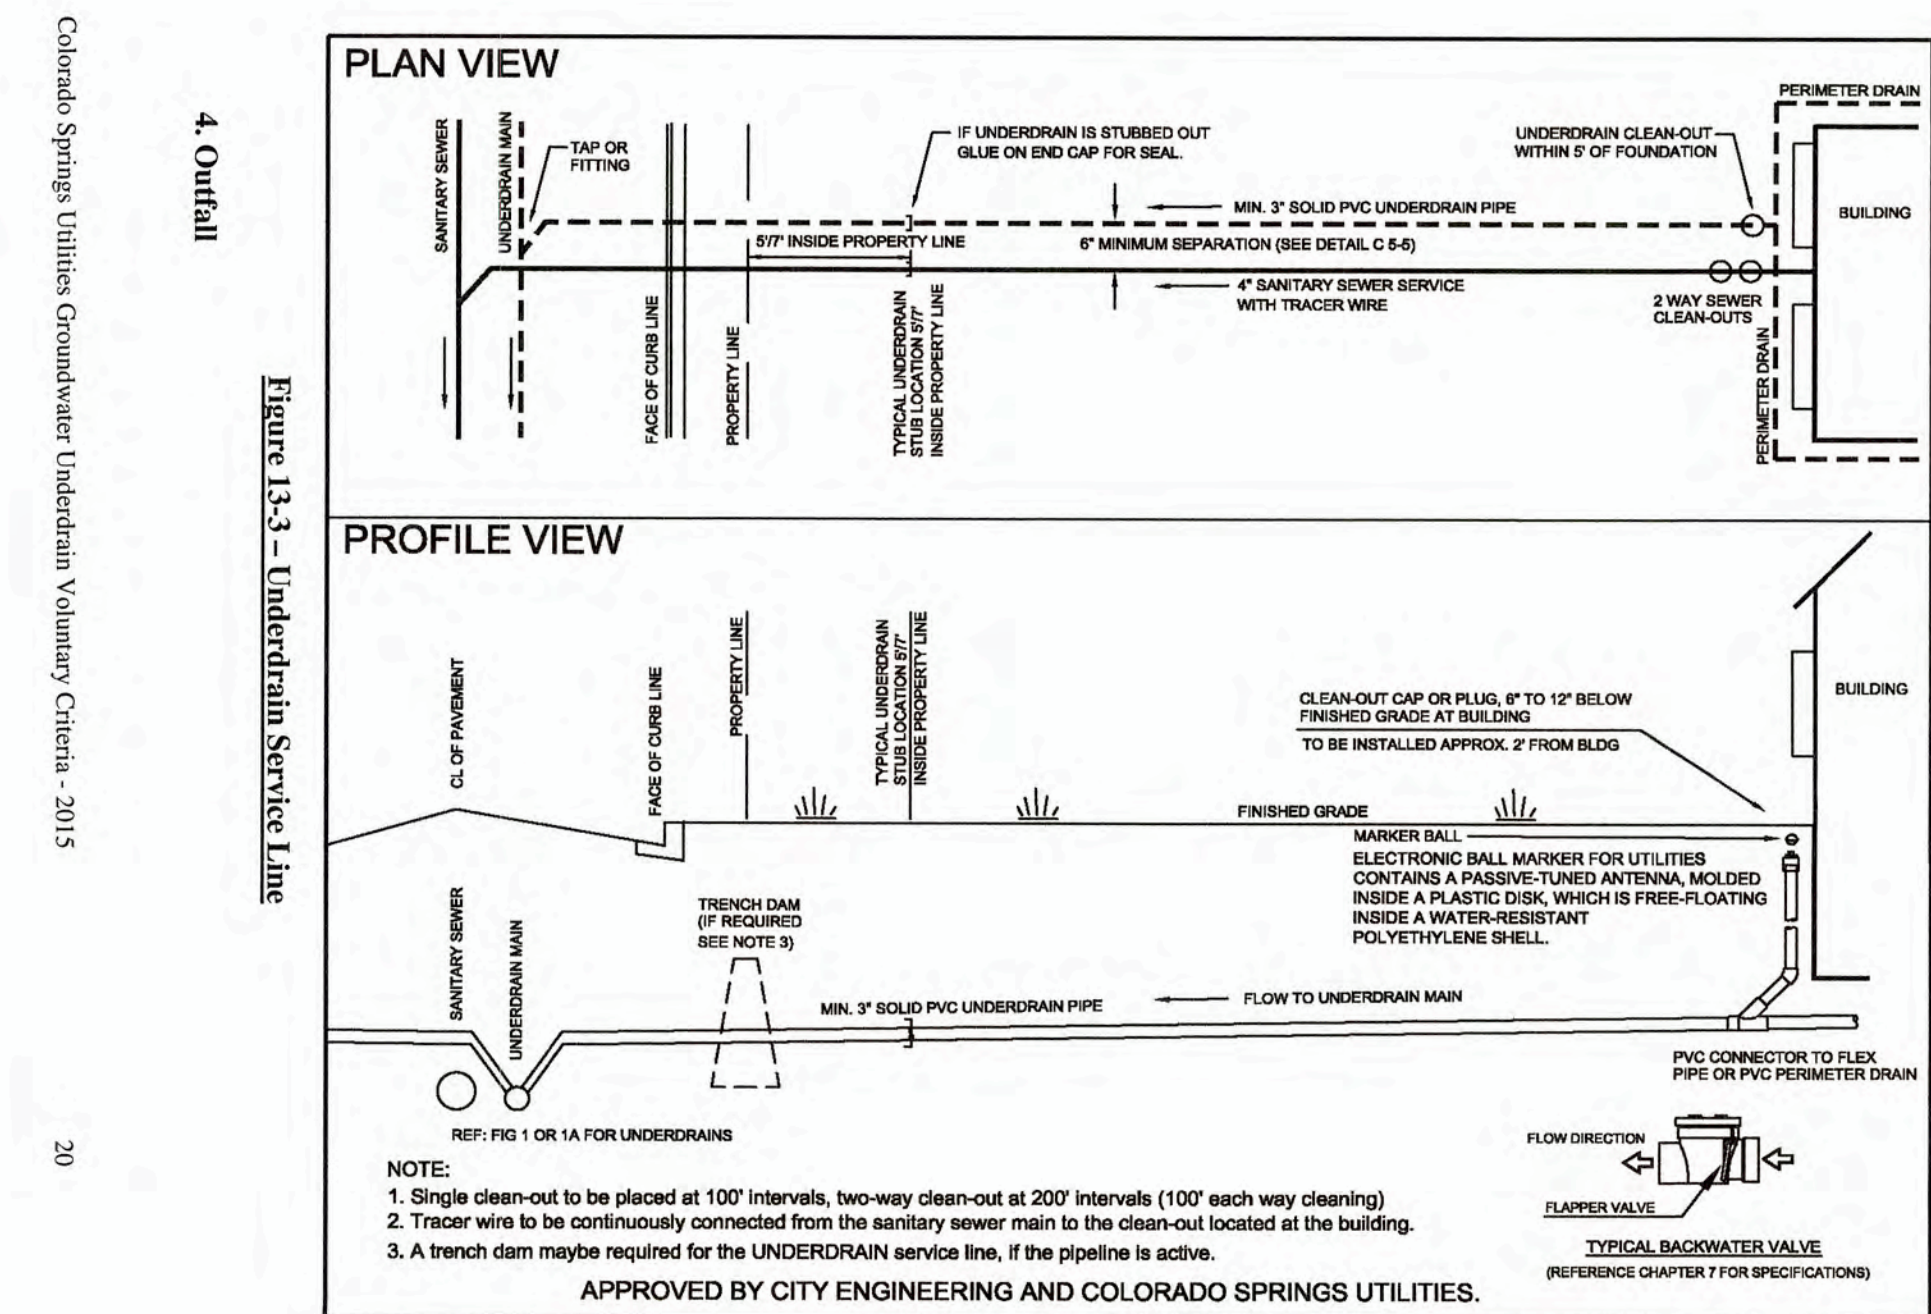 4. Outfall
PLAN VIEW
SANITARY SEWER
UNDERDRAIN MAIN
TAP OR
FITTING
FACE OF CURB LINE
PROPERTY LINE
5'/7' INSIDE PROPERTY LINE
IF UNDERDRAIN IS STUBBED OUT
GLUE ON END CAP FOR SEAL.
TYPICAL UNDERDRAIN
STUB LOCATION 5'/7'
INSIDE PROPERTY LINE
MIN. 3" SOLID PVC UNDERDRAIN PIPE
6" MINIMUM SEPARATION (SEE DETAIL C 5-5)
4" SANITARY SEWER SERVICE
WITH TRACER WIRE
UNDERDRAIN CLEAN-OUT
WITHIN 5' OF FOUNDATION
PERIMETER DRAIN
BUILDING
2 WAY SEWER
CLEAN-OUTS
PERIMETER DRAIN
PROFILE VIEW
CL OF PAVEMENT
FACE OF CURB LINE
PROPERTY LINE
TYPICAL UNDERDRAIN
STUB LOCATION 5'/7'
INSIDE PROPERTY LINE
CLEAN-OUT CAP OR PLUG, 6" TO 12" BELOW
FINISHED GRADE AT BUILDING
TO BE INSTALLED APPROX. 2' FROM BLDG
BUILDING
FINISHED GRADE
MARKER BALL
ELECTRONIC BALL MARKER FOR UTILITIES
CONTAINS A PASSIVE-TUNED ANTENNA, MOLDED
INSIDE A PLASTIC DISK, WHICH IS FREE-FLOATING
INSIDE A WATER-RESISTANT
POLYETHYLENE SHELL.
SANITARY SEWER
UNDERDRAIN MAIN
TRENCH DAM
(IF REQUIRED
SEE NOTE 3)
MIN. 3" SOLID PVC UNDERDRAIN PIPE
FLOW TO UNDERDRAIN MAIN
PVC CONNECTOR TO FLEX
PIPE OR PVC PERIMETER DRAIN
REF: FIG 1 OR 1A FOR UNDERDRAINS
FLOW DIRECTION
FLAPPER VALVE
TYPICAL BACKWATER VALVE
(REFERENCE CHAPTER 7 FOR SPECIFICATIONS)
NOTE:
1. Single clean-out to be placed at 100' intervals, two-way clean-out at 200' intervals (100' each way cleaning)
2. Tracer wire to be continuously connected from the sanitary sewer main to the clean-out located at the building.
3. A trench dam maybe required for the UNDERDRAIN service line, if the pipeline is active.
APPROVED BY CITY ENGINEERING AND COLORADO SPRINGS UTILITIES.
Figure 13-3 – Underdrain Service Line
Colorado Springs Utilities Groundwater Underdrain Voluntary Criteria - 2015
20